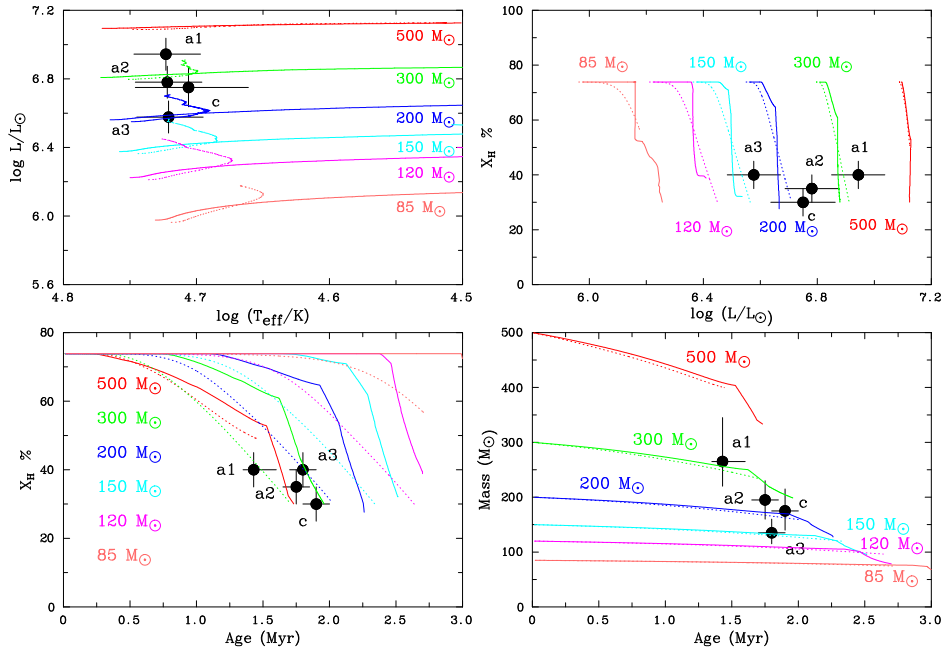 7.2
6.8
6.4
6.0
5.6
log L/L☉
a1
a2
a3
c
500 M☉
300 M☉
200 M☉
150 M☉
120 M☉
85 M☉
4.8 4.7 4.6 4.5
log (Teff/K)
100
80
60
40
20
0
XH %
85 M☉ 150 M☉ 300 M☉
a3 a2 a1
c
120 M☉ 200 M☉ 500 M☉
6.0 6.4 6.8 7.2
log (L/L☉)
80
60
40
20
0
XH %
500 M☉
300 M☉
200 M☉
150 M☉
120 M☉
85 M☉
a1 a3
a2
c
0 0.5 1.0 1.5 2.0 2.5 3.0
Age (Myr)
500
400
300
200
100
0
Mass (M☉)
500 M☉
300 M☉ a1
200 M☉ a2 c
150 M☉
a3 120 M☉
85 M☉
0.0 0.5 1.0 1.5 2.0 2.5 3.0
Age (Myr)